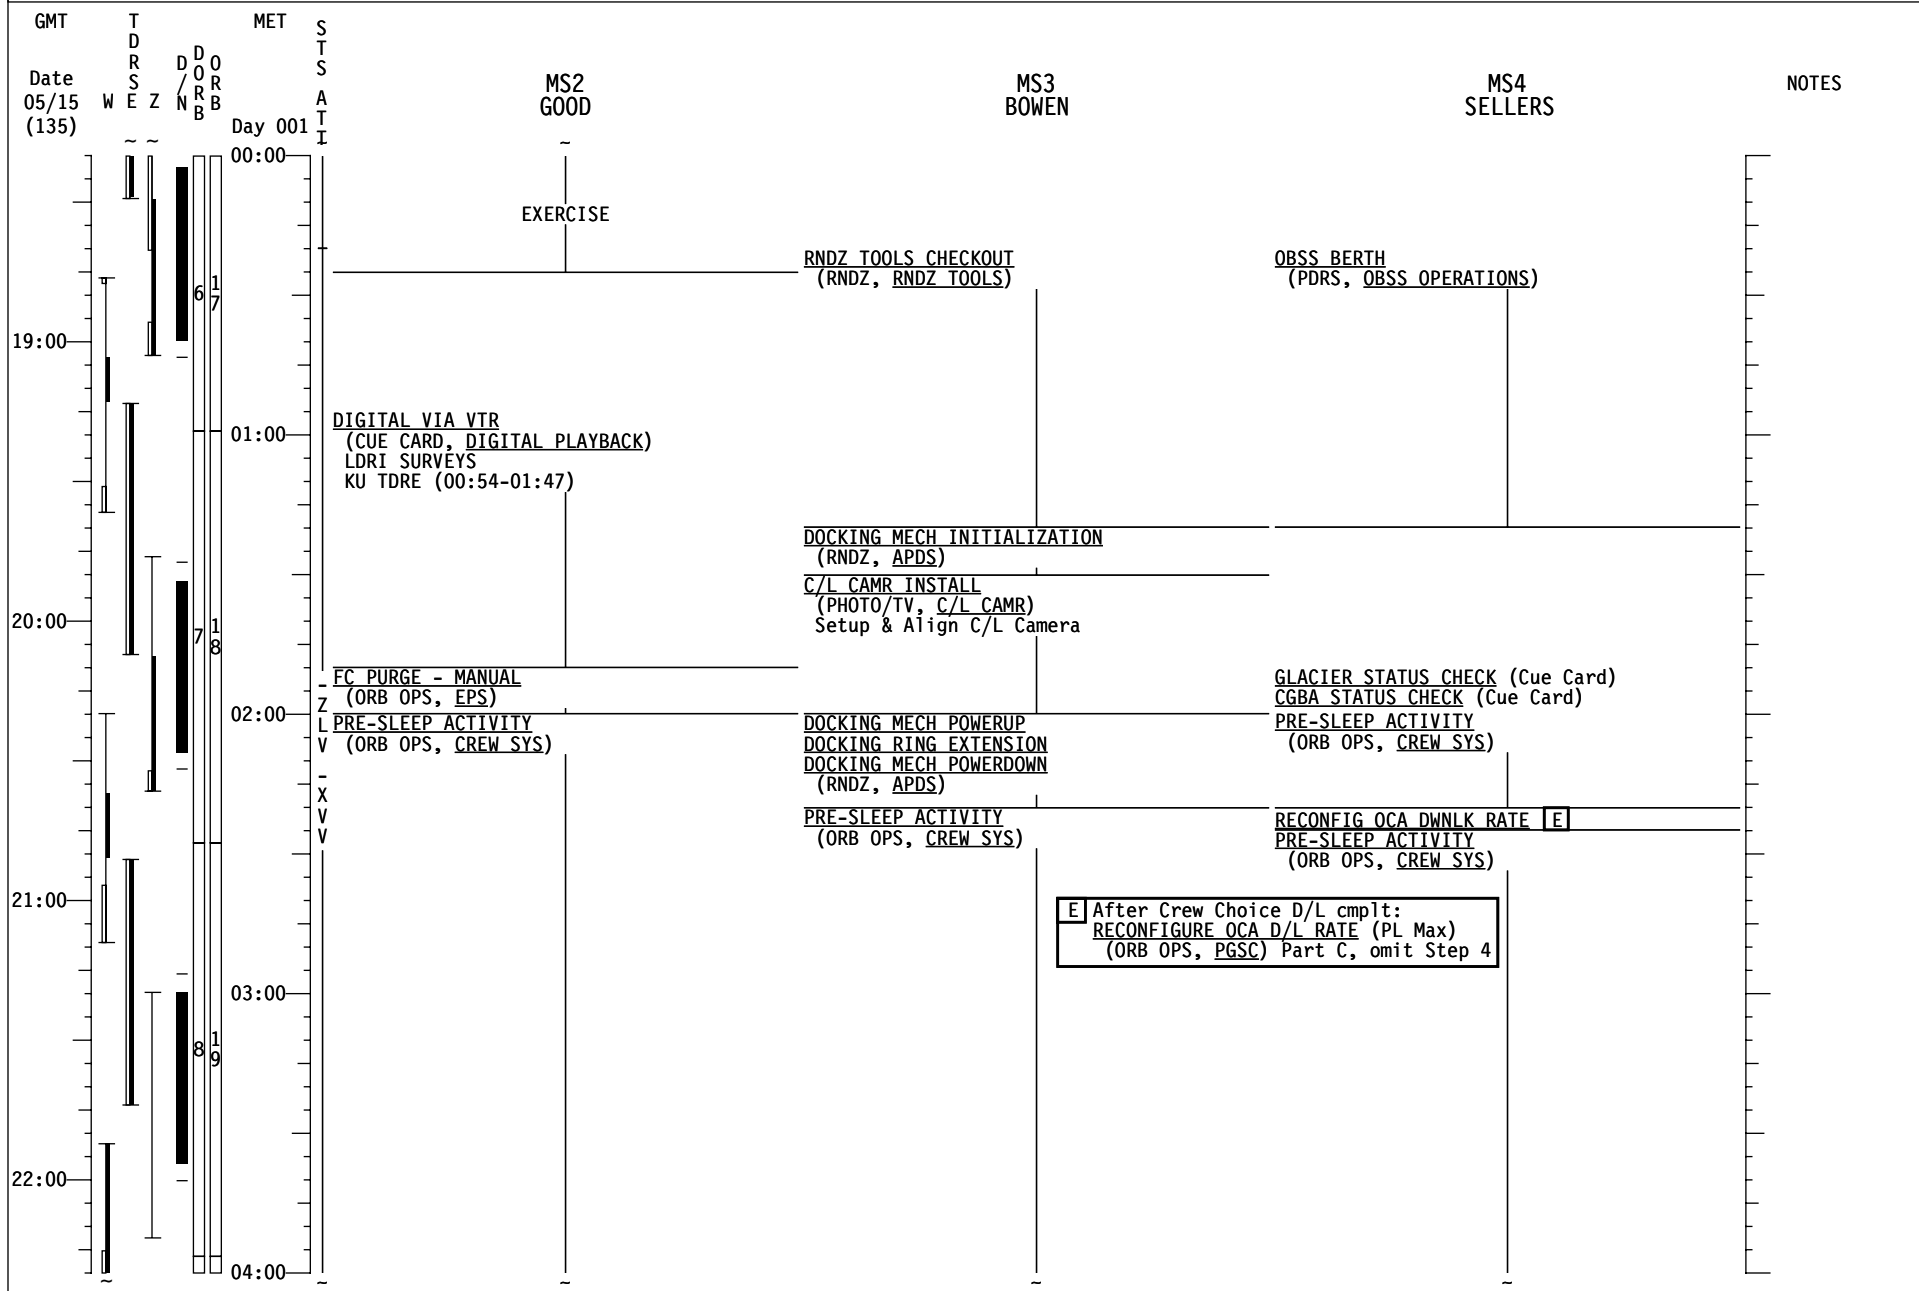 GMT
TDRSE
MET
STS ATT
D/N
DORB
ORB
Date
05/15
(135)
W E Z
Day 001
MS2
GOOD
MS3
BOWEN
MS4
SELLERS
NOTES
~ ~ ~
00:00
EXERCISE
RNDZ TOOLS CHECKOUT
(RNDZ, RNDZ TOOLS)
OBSS BERTH
(PDRS, OBSS OPERATIONS)
6 17
19:00
DIGITAL VIA VTR
(CUE CARD, DIGITAL PLAYBACK)
LDRI SURVEYS
KU TDRE (00:54-01:47)
01:00
DOCKING MECH INITIALIZATION
(RNDZ, APDS)
C/L CAMR INSTALL
(PHOTO/TV, C/L CAMR)
Setup & Align C/L Camera
20:00
7 18
-ZLV -XVV
FC PURGE - MANUAL
(ORB OPS, EPS)
GLACIER STATUS CHECK (Cue Card)
CGBA STATUS CHECK (Cue Card)
02:00
PRE-SLEEP ACTIVITY
(ORB OPS, CREW SYS)
DOCKING MECH POWERUP
DOCKING RING EXTENSION
DOCKING MECH POWERDOWN
(RNDZ, APDS)
PRE-SLEEP ACTIVITY
(ORB OPS, CREW SYS)
PRE-SLEEP ACTIVITY
(ORB OPS, CREW SYS)
RECONFIG OCA DWNLK RATE E
PRE-SLEEP ACTIVITY
(ORB OPS, CREW SYS)
21:00
E After Crew Choice D/L cmplt:
RECONFIGURE OCA D/L RATE (PL Max)
(ORB OPS, PGSC) Part C, omit Step 4
03:00
8 19
22:00
04:00
~ ~ ~ ~ ~